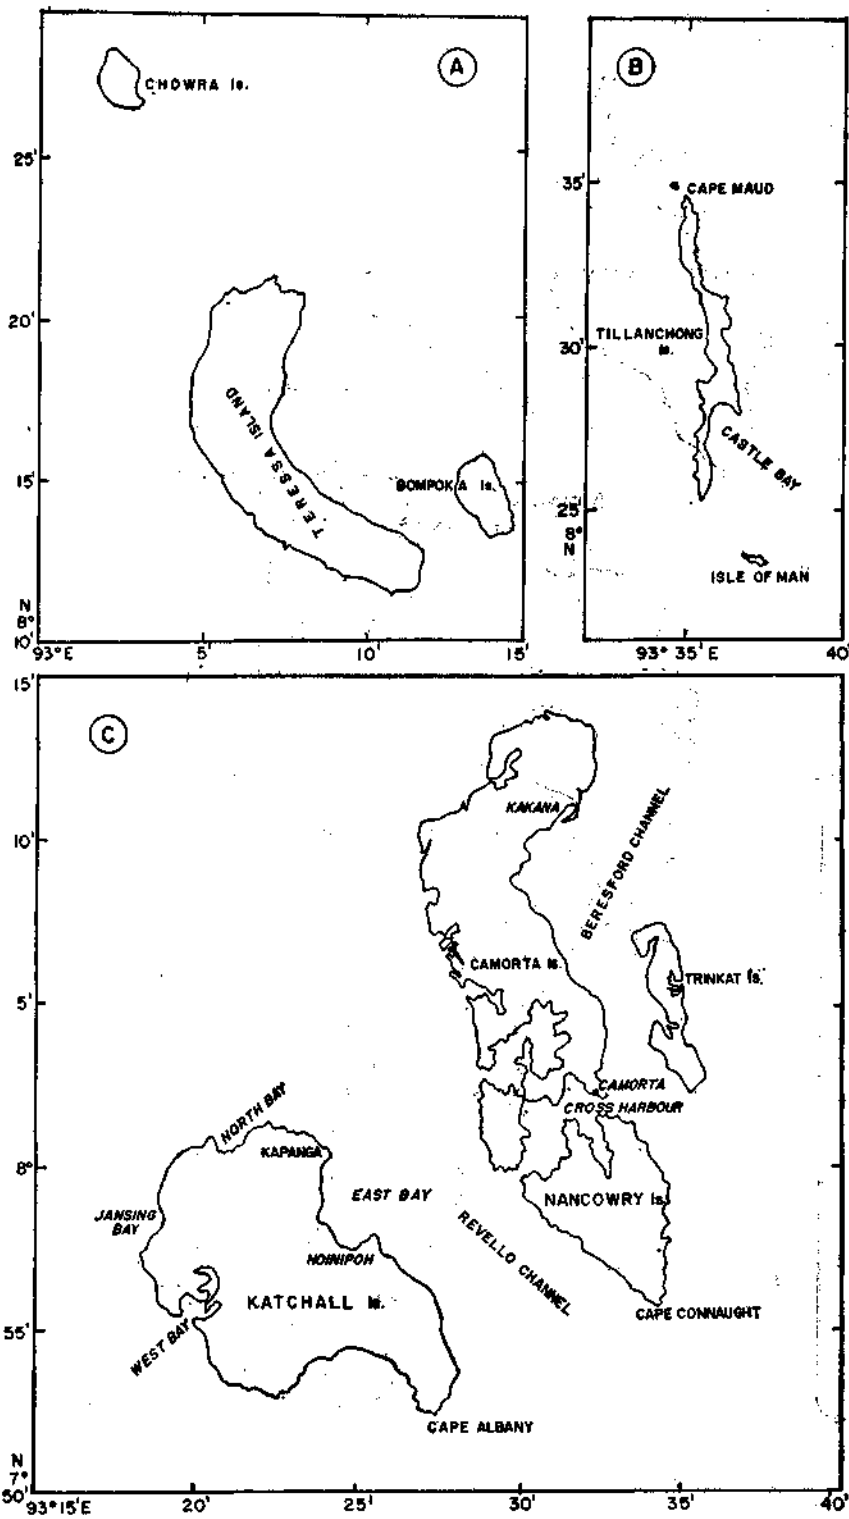 A
CHOWRA Is.
25'
20'
TERESSA ISLAND
15'
BOMPOKA Is.
N
8°
10'
93°E
5'
10'
15'
B
35'
CAPE MAUD
TILLANCHONG
Is.
30'
CASTLE BAY
25'
8°
N
ISLE OF MAN
93° 35' E
40'
15'
C
KAKANA
BERESFORD CHANNEL
10'
CAMORTA Is.
TRINKAT Is.
5'
CAMORTA
CROSS HARBOUR
NORTH BAY
KAPANGA
8°
EAST BAY
NANCOWRY Is.
JANSING
BAY
REVELLO CHANNEL
HOINIPOH
KATCHALL Is.
CAPE CONNAUGHT
55'
WEST BAY
CAPE ALBANY
N
7°
50'
93°15'E
20'
25'
30'
35'
40'